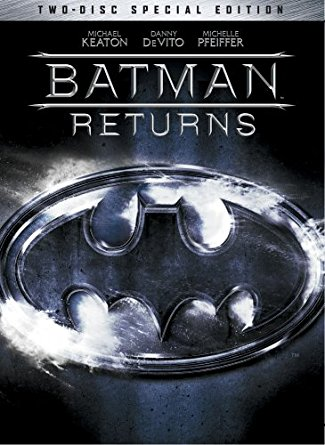 TWO-DISC SPECIAL EDITION
MICHAEL KEATON DANNY DEVITO MICHELLE PFEIFFER
BATMAN
RETURNS
TM